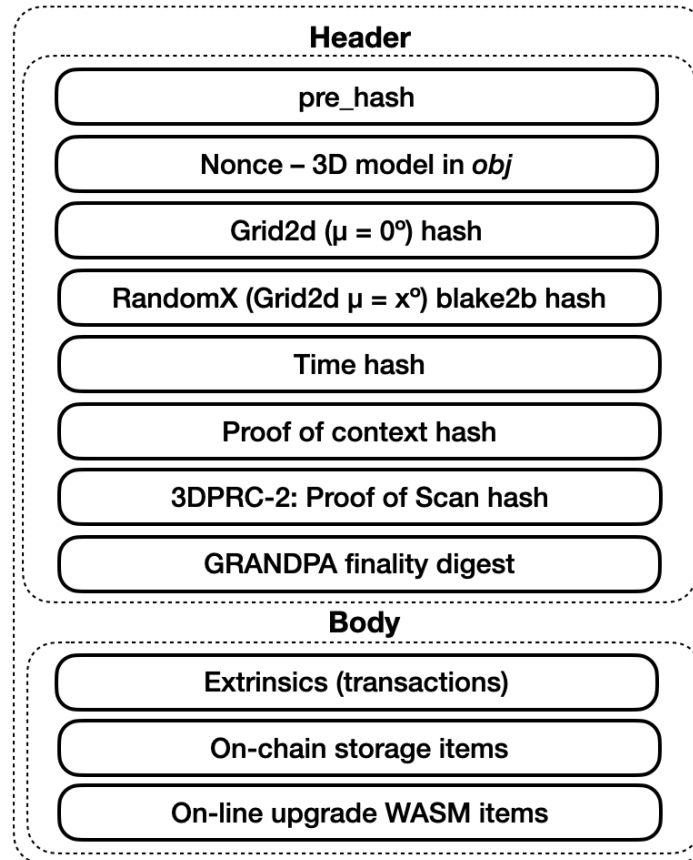 Header
pre_hash
Nonce – 3D model in obj
Grid2d (μ = 0º) hash
RandomX (Grid2d μ = xº) blake2b hash
Time hash
Proof of context hash
3DPRC-2: Proof of Scan hash
GRANDPA finality digest
Body
Extrinsics (transactions)
On-chain storage items
On-line upgrade WASM items